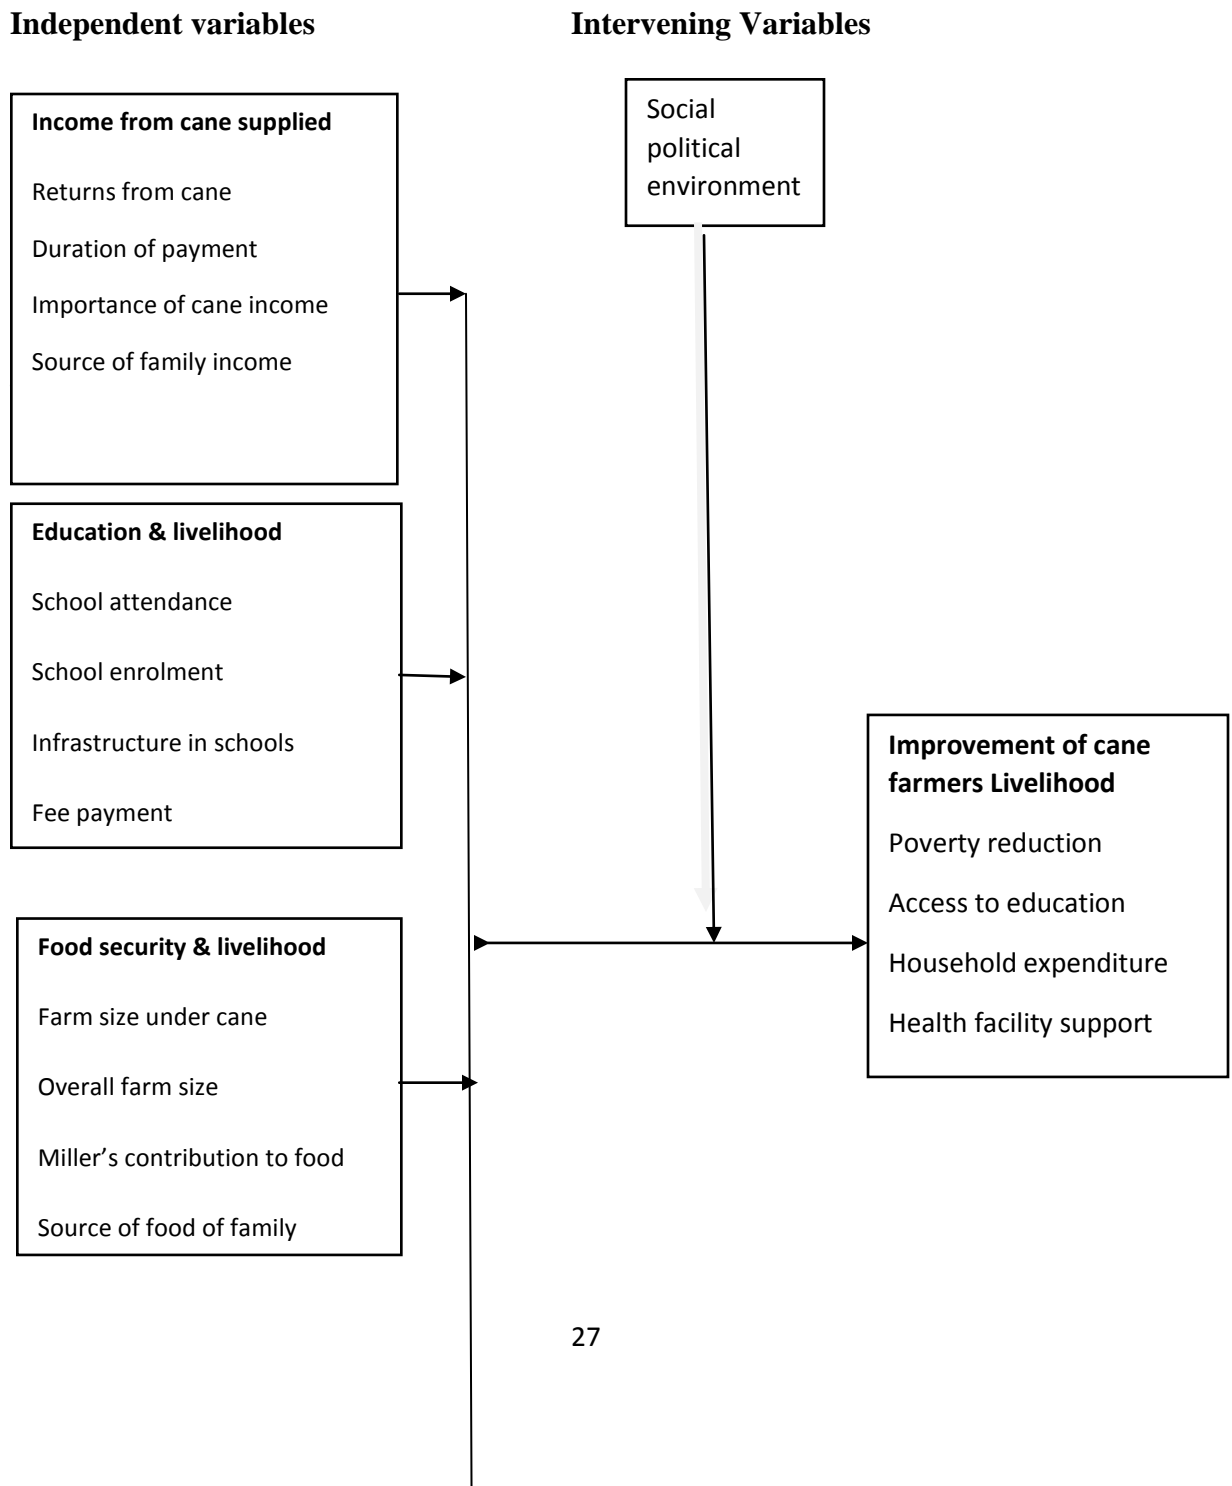 Independent variables
Intervening Variables
Income from cane supplied
Returns from cane
Duration of payment
Importance of cane income
Source of family income
Social
political
environment
Education & livelihood
School attendance
School enrolment
Infrastructure in schools
Fee payment
Improvement of cane
farmers Livelihood
Poverty reduction
Access to education
Household expenditure
Health facility support
Food security & livelihood
Farm size under cane
Overall farm size
Miller’s contribution to food
Source of food of family
27